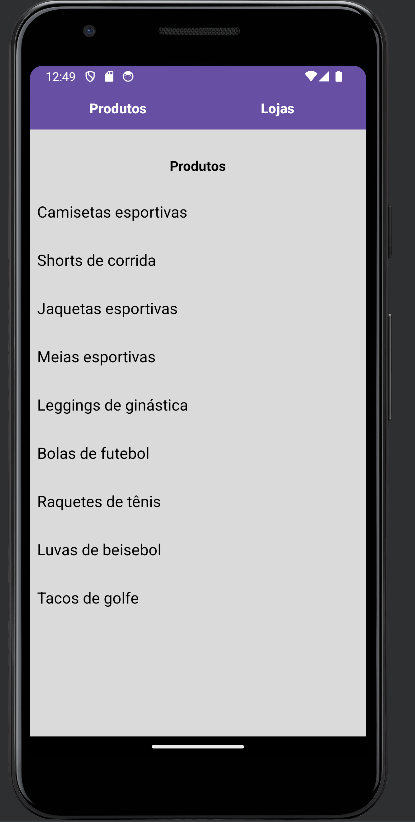 12:49
Produtos Lojas
Produtos
Camisetas esportivas
Shorts de corrida
Jaquetas esportivas
Meias esportivas
Leggings de ginástica
Bolas de futebol
Raquetes de tênis
Luvas de beisebol
Tacos de golfe